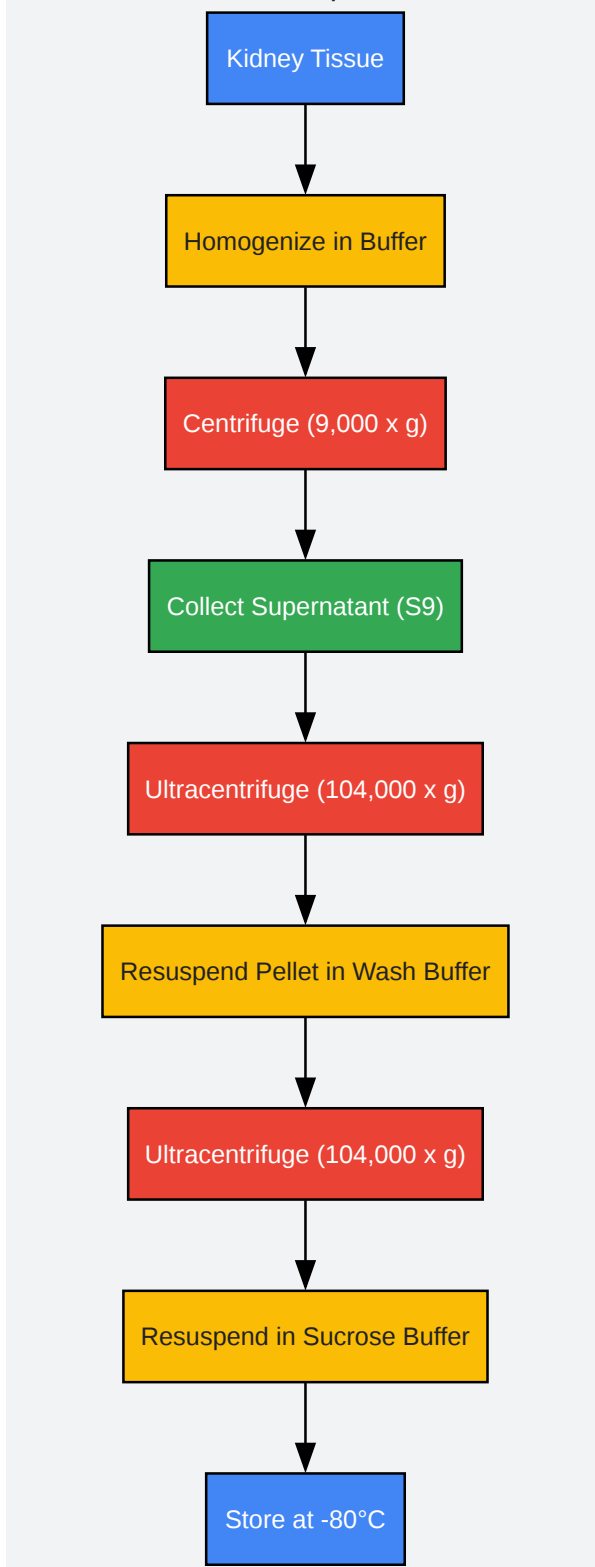 Kidney Tissue
Homogenize in Buffer
Centrifuge (9,000 x g)
Collect Supernatant (S9)
Ultracentrifuge (104,000 x g)
Resuspend Pellet in Wash Buffer
Ultracentrifuge (104,000 x g)
Resuspend in Sucrose Buffer
Store at -80°C